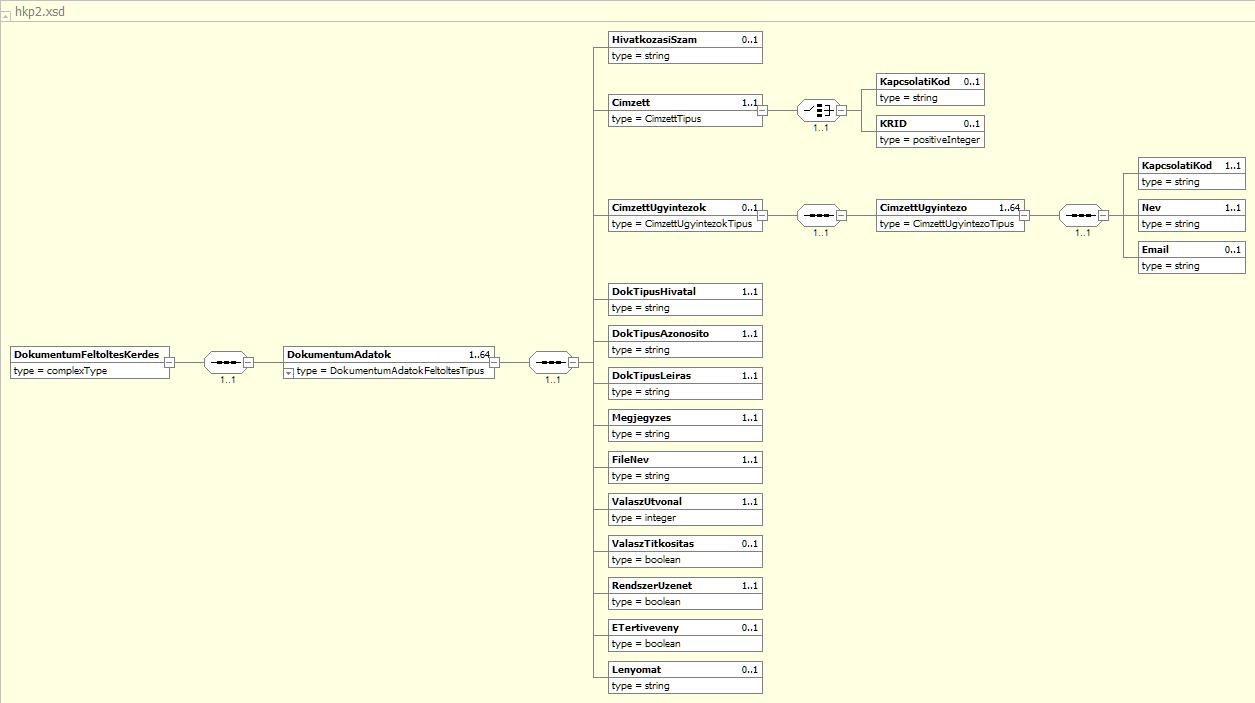 hkp2.xsd
DokumentumFeltoltesKerdes
type = complexType
1..1
DokumentumAdatok 1..64
type = DokumentumAdatokFeltoltesTipus
1..1
HivatkozasiSzam 0..1
type = string
Cimzett 1..1
type = CimzettTipus
1..1
KapcsolatiKod 0..1
type = string
KRID 0..1
type = positiveInteger
CimzettUgyintezok 0..1
type = CimzettUgyintezokTipus
1..1
CimzettUgyintezo 1..64
type = CimzettUgyintezoTipus
1..1
KapcsolatiKod 1..1
type = string
Nev 1..1
type = string
Email 0..1
type = string
DokTipusHivatal 1..1
type = string
DokTipusAzonosito 1..1
type = string
DokTipusLeiras 1..1
type = string
Megjegyzes 1..1
type = string
FileNev 1..1
type = string
ValaszUtvonal 1..1
type = integer
ValaszTitkositas 0..1
type = boolean
RendszerUzenet 1..1
type = boolean
ETertiveveny 0..1
type = boolean
Lenyomat 0..1
type = string